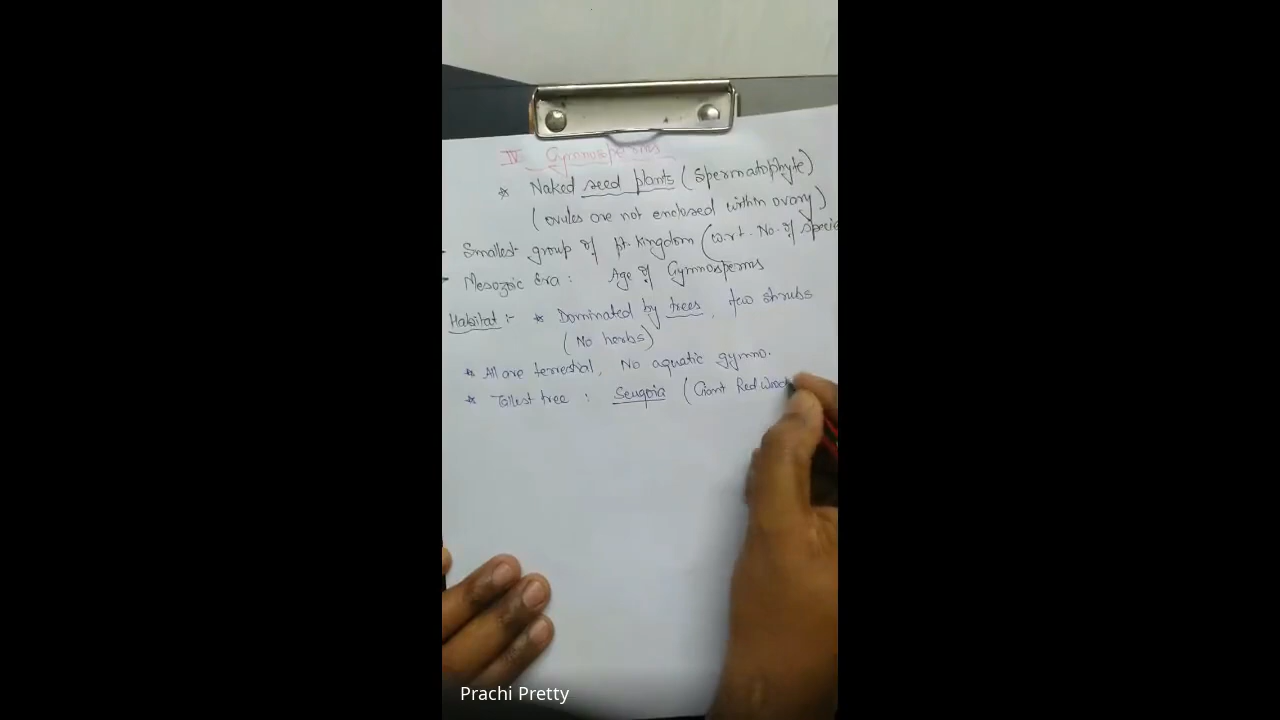 IV Gymnosperms
* Naked seed plants (Spermatophyte)
(ovules are not enclosed within ovary)
Smallest group of pt. kingdom (w.r.t. No. of Specie
Mesozoic Era : Age of Gymnosperms
Habitat :- * Dominated by trees, few shrubs
(No herbs)
* All are terrestrial, No aquatic gymno.
* Tallest tree : Seuqoia (Giant Red Wood
Prachi Pretty